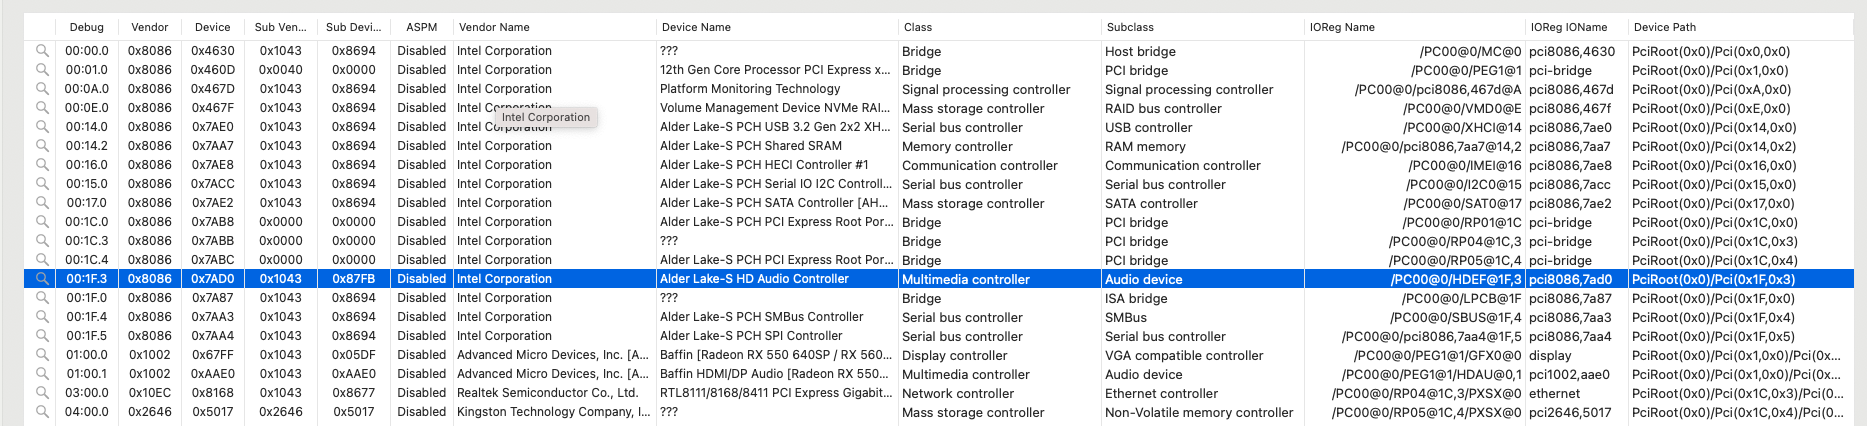 Debug Vendor Device Sub Ven... Sub Devi... ASPM Vendor Name Device Name Class Subclass IOReg Name IOReg IOName Device Path
00:00.0 0x8086 0x4630 0x1043 0x8694 Disabled Intel Corporation ??? Bridge Host bridge /PC00@0/MC@0 pci8086,4630 PciRoot(0x0)/Pci(0x0,0x0)
00:01.0 0x8086 0x460D 0x0040 0x0000 Disabled Intel Corporation 12th Gen Core Processor PCI Express x... Bridge PCI bridge /PC00@0/PEG1@1 pci-bridge PciRoot(0x0)/Pci(0x1,0x0)
00:0A.0 0x8086 0x467D 0x1043 0x8694 Disabled Intel Corporation Platform Monitoring Technology Signal processing controller Signal processing controller /PC00@0/pci8086,467d@A pci8086,467d PciRoot(0x0)/Pci(0xA,0x0)
00:0E.0 0x8086 0x467F 0x1043 0x8694 Disabled Intel Corporation Volume Management Device NVMe RAI... Mass storage controller RAID bus controller /PC00@0/VMD0@E pci8086,467f PciRoot(0x0)/Pci(0xE,0x0)
Intel Corporation
00:14.0 0x8086 0x7AE0 0x1043 0x8694 Disabled Intel Corporation Alder Lake-S PCH USB 3.2 Gen 2x2 XH... Serial bus controller USB controller /PC00@0/XHCI@14 pci8086,7ae0 PciRoot(0x0)/Pci(0x14,0x0)
00:14.2 0x8086 0x7AA7 0x1043 0x8694 Disabled Intel Corporation Alder Lake-S PCH Shared SRAM Memory controller RAM memory /PC00@0/pci8086,7aa7@14,2 pci8086,7aa7 PciRoot(0x0)/Pci(0x14,0x2)
00:16.0 0x8086 0x7AE8 0x1043 0x8694 Disabled Intel Corporation Alder Lake-S PCH HECI Controller #1 Communication controller Communication controller /PC00@0/IMEI@16 pci8086,7ae8 PciRoot(0x0)/Pci(0x16,0x0)
00:15.0 0x8086 0x7ACC 0x1043 0x8694 Disabled Intel Corporation Alder Lake-S PCH Serial IO I2C Controll... Serial bus controller Serial bus controller /PC00@0/I2C0@15 pci8086,7acc PciRoot(0x0)/Pci(0x15,0x0)
00:17.0 0x8086 0x7AE2 0x1043 0x8694 Disabled Intel Corporation Alder Lake-S PCH SATA Controller [AH... Mass storage controller SATA controller /PC00@0/SAT0@17 pci8086,7ae2 PciRoot(0x0)/Pci(0x17,0x0)
00:1C.0 0x8086 0x7AB8 0x0000 0x0000 Disabled Intel Corporation Alder Lake-S PCH PCI Express Root Por... Bridge PCI bridge /PC00@0/RP01@1C pci-bridge PciRoot(0x0)/Pci(0x1C,0x0)
00:1C.3 0x8086 0x7ABB 0x0000 0x0000 Disabled Intel Corporation ??? Bridge PCI bridge /PC00@0/RP04@1C,3 pci-bridge PciRoot(0x0)/Pci(0x1C,0x3)
00:1C.4 0x8086 0x7ABC 0x0000 0x0000 Disabled Intel Corporation Alder Lake-S PCH PCI Express Root Por... Bridge PCI bridge /PC00@0/RP05@1C,4 pci-bridge PciRoot(0x0)/Pci(0x1C,0x4)
00:1F.3 0x8086 0x7AD0 0x1043 0x87FB Disabled Intel Corporation Alder Lake-S HD Audio Controller Multimedia controller Audio device /PC00@0/HDEF@1F,3 pci8086,7ad0 PciRoot(0x0)/Pci(0x1F,0x3)
00:1F.0 0x8086 0x7A87 0x1043 0x8694 Disabled Intel Corporation ??? Bridge ISA bridge /PC00@0/LPCB@1F pci8086,7a87 PciRoot(0x0)/Pci(0x1F,0x0)
00:1F.4 0x8086 0x7AA3 0x1043 0x8694 Disabled Intel Corporation Alder Lake-S PCH SMBus Controller Serial bus controller SMBus /PC00@0/SBUS@1F,4 pci8086,7aa3 PciRoot(0x0)/Pci(0x1F,0x4)
00:1F.5 0x8086 0x7AA4 0x1043 0x8694 Disabled Intel Corporation Alder Lake-S PCH SPI Controller Serial bus controller Serial bus controller /PC00@0/pci8086,7aa4@1F,5 pci8086,7aa4 PciRoot(0x0)/Pci(0x1F,0x5)
01:00.0 0x1002 0x67FF 0x1043 0x05DF Disabled Advanced Micro Devices, Inc. [A... Baffin [Radeon RX 550 640SP / RX 560... Display controller VGA compatible controller /PC00@0/PEG1@1/GFX0@0 display PciRoot(0x0)/Pci(0x1,0x0)/Pci(0x...
01:00.1 0x1002 0xAAE0 0x1043 0xAAE0 Disabled Advanced Micro Devices, Inc. [A... Baffin HDMI/DP Audio [Radeon RX 550... Multimedia controller Audio device /PC00@0/PEG1@1/HDAU@0,1 pci1002,aae0 PciRoot(0x0)/Pci(0x1,0x0)/Pci(0x...
03:00.0 0x10EC 0x8168 0x1043 0x8677 Disabled Realtek Semiconductor Co., Ltd. RTL8111/8168/8411 PCI Express Gigabit... Network controller Ethernet controller /PC00@0/RP04@1C,3/PXSX@0 ethernet PciRoot(0x0)/Pci(0x1C,0x3)/Pci(0...
04:00.0 0x2646 0x5017 0x2646 0x5017 Disabled Kingston Technology Company, I... ??? Mass storage controller Non-Volatile memory controller /PC00@0/RP05@1C,4/PXSX@0 pci2646,5017 PciRoot(0x0)/Pci(0x1C,0x4)/Pci(0...